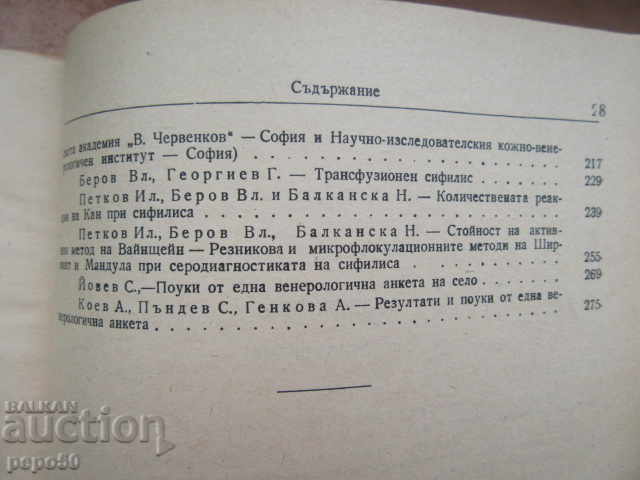 Съдържание
28
ската академия „В. Червенков“ — София и Научно-изследователския кожно-вене-
рологичен институт — София) 217
Беров Вл., Георгиев Г. — Трансфузионен сифилис 229
Петков Ил., Беров Вл. и Балканска Н. — Количествената реак-
ция на Кан при сифилиса 239
Петков Ил., Беров Вл., Балканска Н. — Стойност на актив-
ния метод на Вайнщейн — Резникова и микрофлокулационните методи на Шир-
и Мандула при серодиагностиката на сифилиса 255
Йовев С.,—Поуки от една венерологична анкета на село 269
Коев А., Пъндев С., Генкова А. — Резултати и поуки от една ве-
нерологична анкета 275
BALKAN
auction
pepo50